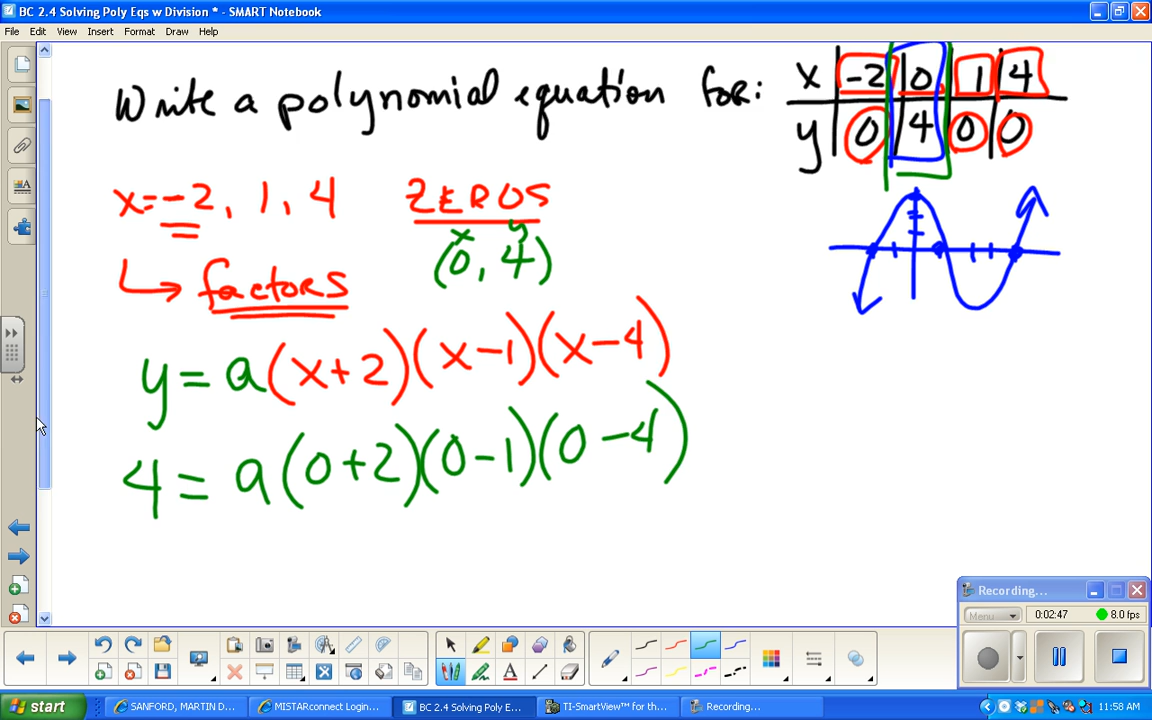 BC 2.4 Solving Poly Eqs w Division * - SMART Notebook
File Edit View Insert Format Draw Help
Write a polynomial equation for:
x -2 0 1 4
y 0 4 0 0
x = -2, 1, 4 ZEROS
x y
(0, 4)
factors
y = a(x+2)(x-1)(x-4)
4 = a(0+2)(0-1)(0-4)
Recording...
Menu 0:02:47 8.0 fps
start SANFORD, MARTIN D... MISTARconnect Login... BC 2.4 Solving Poly E... TI-SmartView™ for th... Recording... 11:58 AM